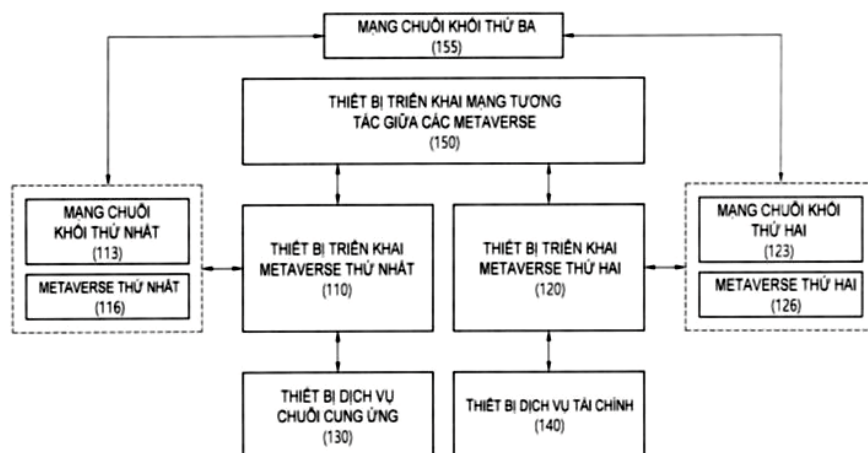 MẠNG CHUỖI KHỐI THỨ BA
(155)
THIẾT BỊ TRIỂN KHAI MẠNG TƯƠNG
TÁC GIỮA CÁC METAVERSE
(150)
MẠNG CHUỖI
KHỐI THỨ NHẤT
(113)
METAVERSE THỨ NHẤT
(116)
THIẾT BỊ TRIỂN KHAI
METAVERSE THỨ NHẤT
(110)
THIẾT BỊ TRIỂN KHAI
METAVERSE THỨ HAI
(120)
MẠNG CHUỖI KHỐI
THỨ HAI
(123)
METAVERSE THỨ HAI
(126)
THIẾT BỊ DỊCH VỤ
CHUỖI CUNG ỨNG
(130)
THIẾT BỊ DỊCH VỤ TÀI CHÍNH
(140)